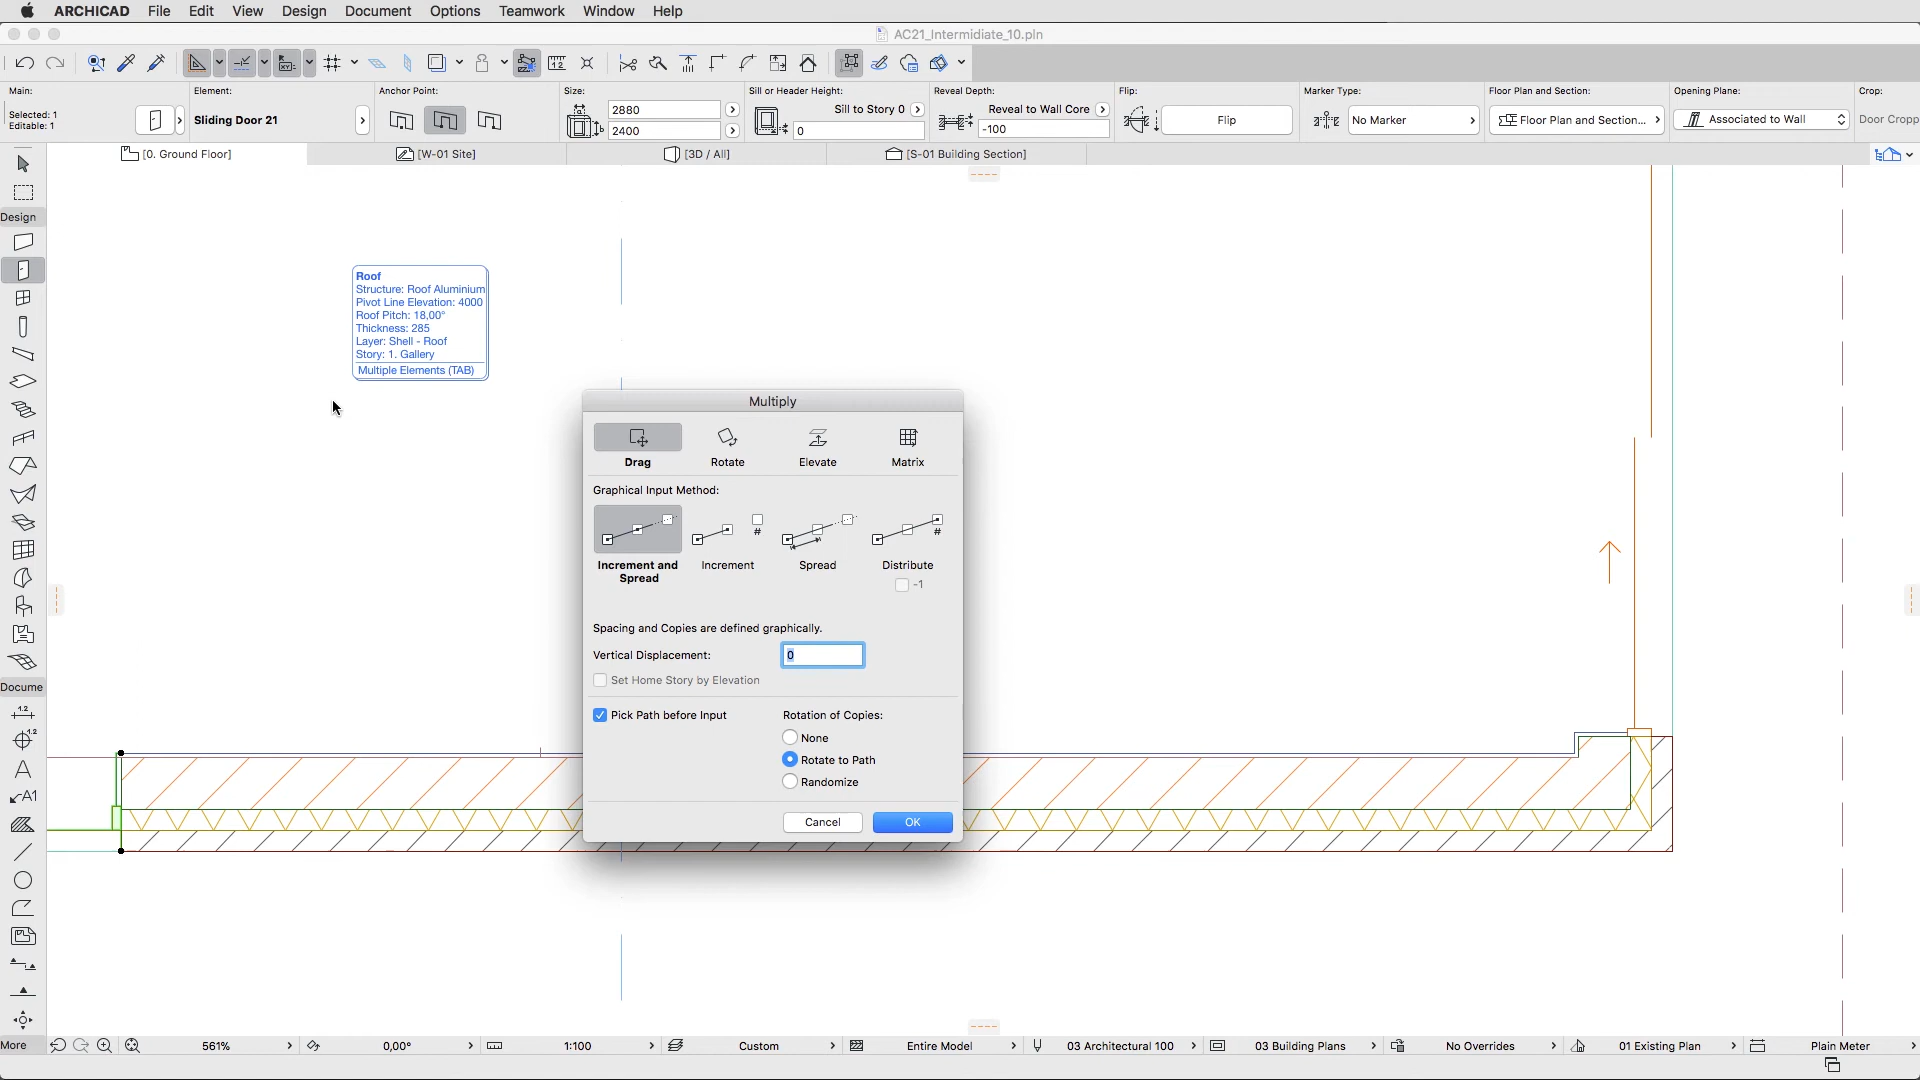 ARCHICAD File Edit View Design Document Options Teamwork Window Help
AC21_Intermidiate_10.pln
Main: Element: Anchor Point: Size: Sill or Header Height: Reveal Depth: Flip: Marker Type: Floor Plan and Section: Opening Plane: Crop:
Selected: 1
Editable: 1
Sliding Door 21
2880
2400
Sill to Story 0
0
Reveal to Wall Core
-100
Flip
No Marker
Floor Plan and Section...
Associated to Wall
Door Cropp
[0. Ground Floor] [W-01 Site] [3D / All] [S-01 Building Section]
Design
Roof
Structure: Roof Aluminium
Pivot Line Elevation: 4000
Roof Pitch: 18,00°
Thickness: 285
Layer: Shell - Roof
Story: 1. Gallery
Multiple Elements (TAB)
Multiply
Drag Rotate Elevate Matrix
Graphical Input Method:
# #
Increment and Spread Increment Spread Distribute
-1
Spacing and Copies are defined graphically.
Vertical Displacement: 0
Set Home Story by Elevation
Pick Path before Input
Rotation of Copies:
None
Rotate to Path
Randomize
Cancel OK
Docume
1.2
1.2
A
A1
More 561% 0,00° 1:100 Custom Entire Model 03 Architectural 100 03 Building Plans No Overrides 01 Existing Plan Plain Meter